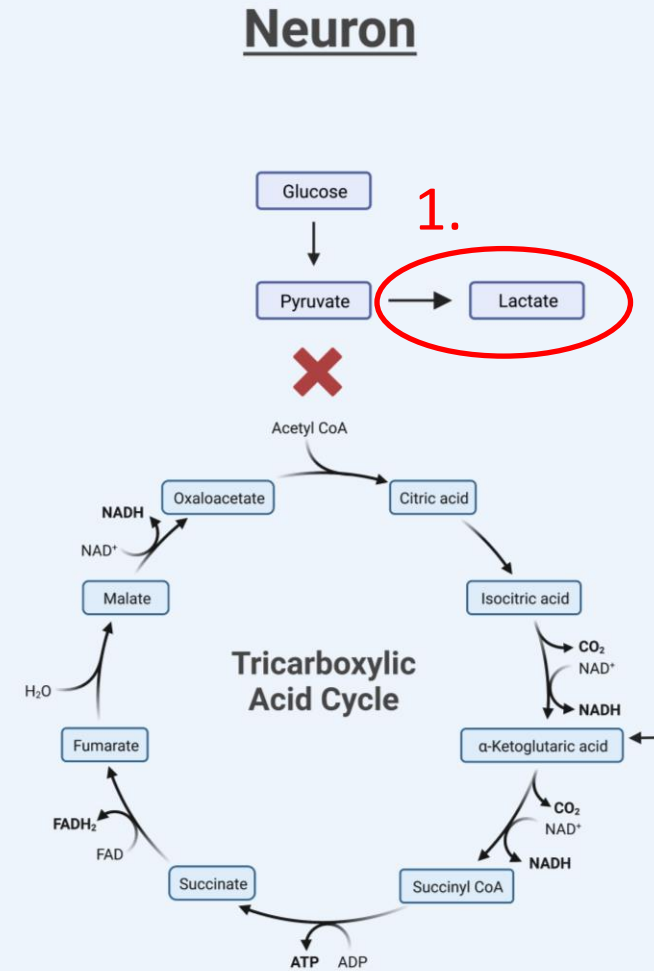 Neuron
Glucose
1.
Pyruvate
Lactate
Acetyl CoA
Oxaloacetate
Citric acid
NADH
NAD⁺
Malate
Isocitric acid
CO₂
NAD⁺
NADH
Tricarboxylic
Acid Cycle
H₂O
Fumarate
α-Ketoglutaric acid
CO₂
NAD⁺
NADH
FADH₂
FAD
Succinate
Succinyl CoA
ATP ADP